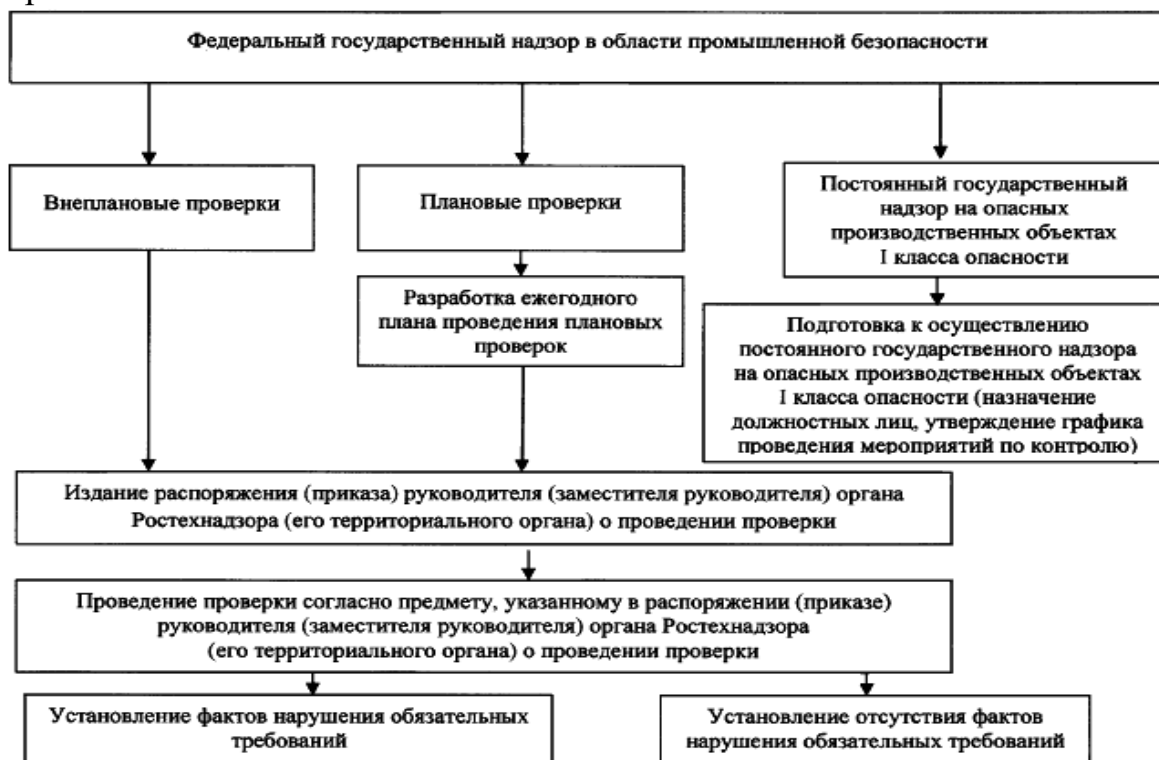 Федеральный государственный надзор в области промышленной безопасности
Внеплановые проверки
Плановые проверки
Постоянный государственный
надзор на опасных
производственных объектах
I класса опасности
Разработка ежегодного
плана проведения плановых
проверок
Подготовка к осуществлению
постоянного государственного надзора
на опасных производственных объектах
I класса опасности (назначение
должностных лиц, утверждение графика
проведения мероприятий по контролю)
Издание распоряжения (приказа) руководителя (заместителя руководителя) органа
Ростехнадзора (его территориального органа) о проведении проверки
Проведение проверки согласно предмету, указанному в распоряжении (приказе)
руководителя (заместителя руководителя) органа Ростехнадзора
(его территориального органа) о проведении проверки
Установление фактов нарушения обязательных
требований
Установление отсутствия фактов
нарушения обязательных требований